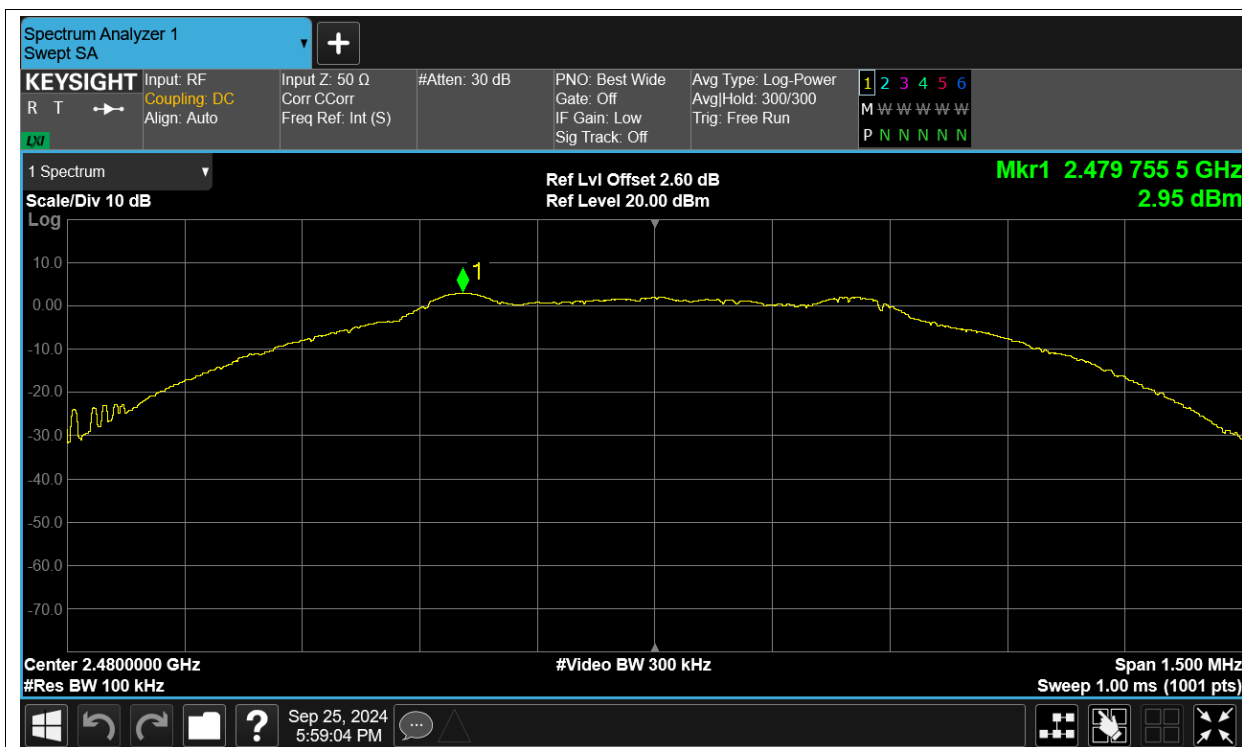 Spectrum Analyzer 1
Swept SA
KEYSIGHT
R T
LXI
Input: RF
Coupling: DC
Align: Auto
Input Z: 50 Ω
Corr CCorr
Freq Ref: Int (S)
#Atten: 30 dB
PNO: Best Wide
Gate: Off
IF Gain: Low
Sig Track: Off
Avg Type: Log-Power
Avg|Hold: 300/300
Trig: Free Run
1 2 3 4 5 6
M W W W W W
P N N N N N
1 Spectrum
Scale/Div 10 dB
Log
Ref Lvl Offset 2.60 dB
Ref Level 20.00 dBm
Mkr1 2.479 755 5 GHz
2.95 dBm
1
10.0
0.00
-10.0
-20.0
-30.0
-40.0
-50.0
-60.0
-70.0
Center 2.4800000 GHz
#Res BW 100 kHz
#Video BW 300 kHz
Span 1.500 MHz
Sweep 1.00 ms (1001 pts)
?
Sep 25, 2024
5:59:04 PM